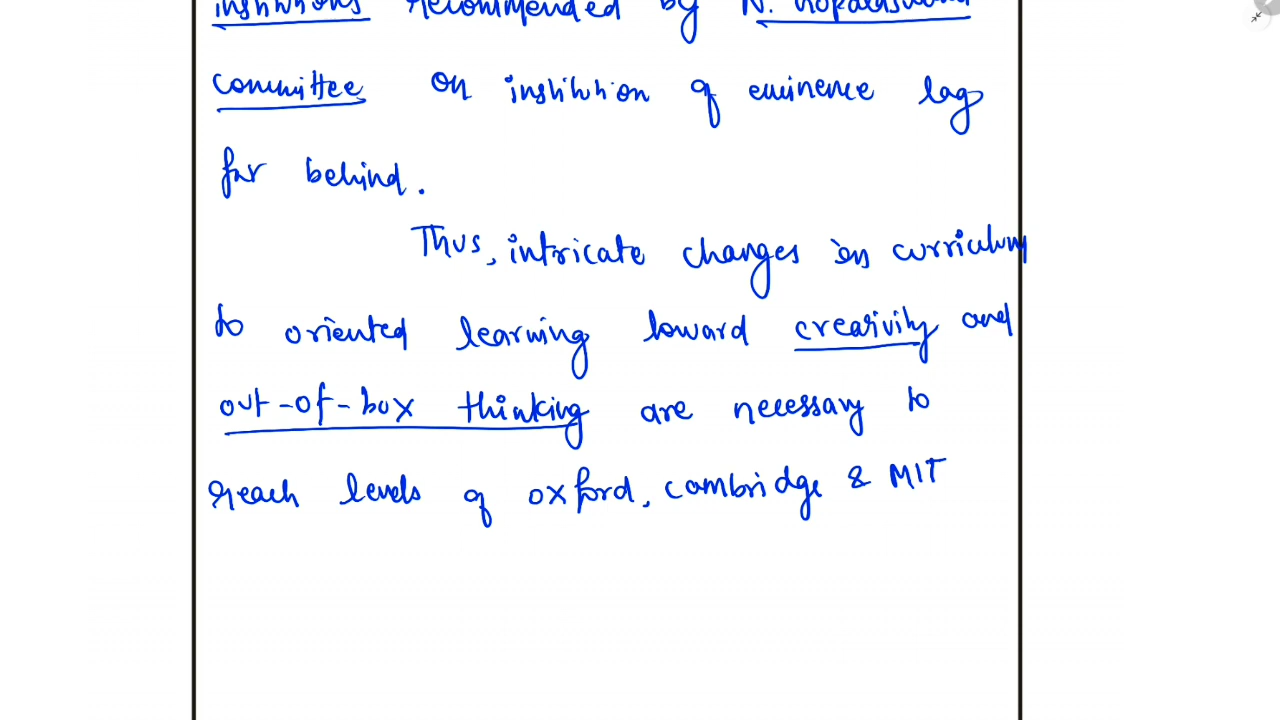 institutions recommended by N. Gopalaswami
committee on institution of eminence lag
far behind.
Thus, intricate changes in curriculum
to oriented learning toward creativity and
out-of-box thinking are necessary to
reach levels of oxford, cambridge & MIT